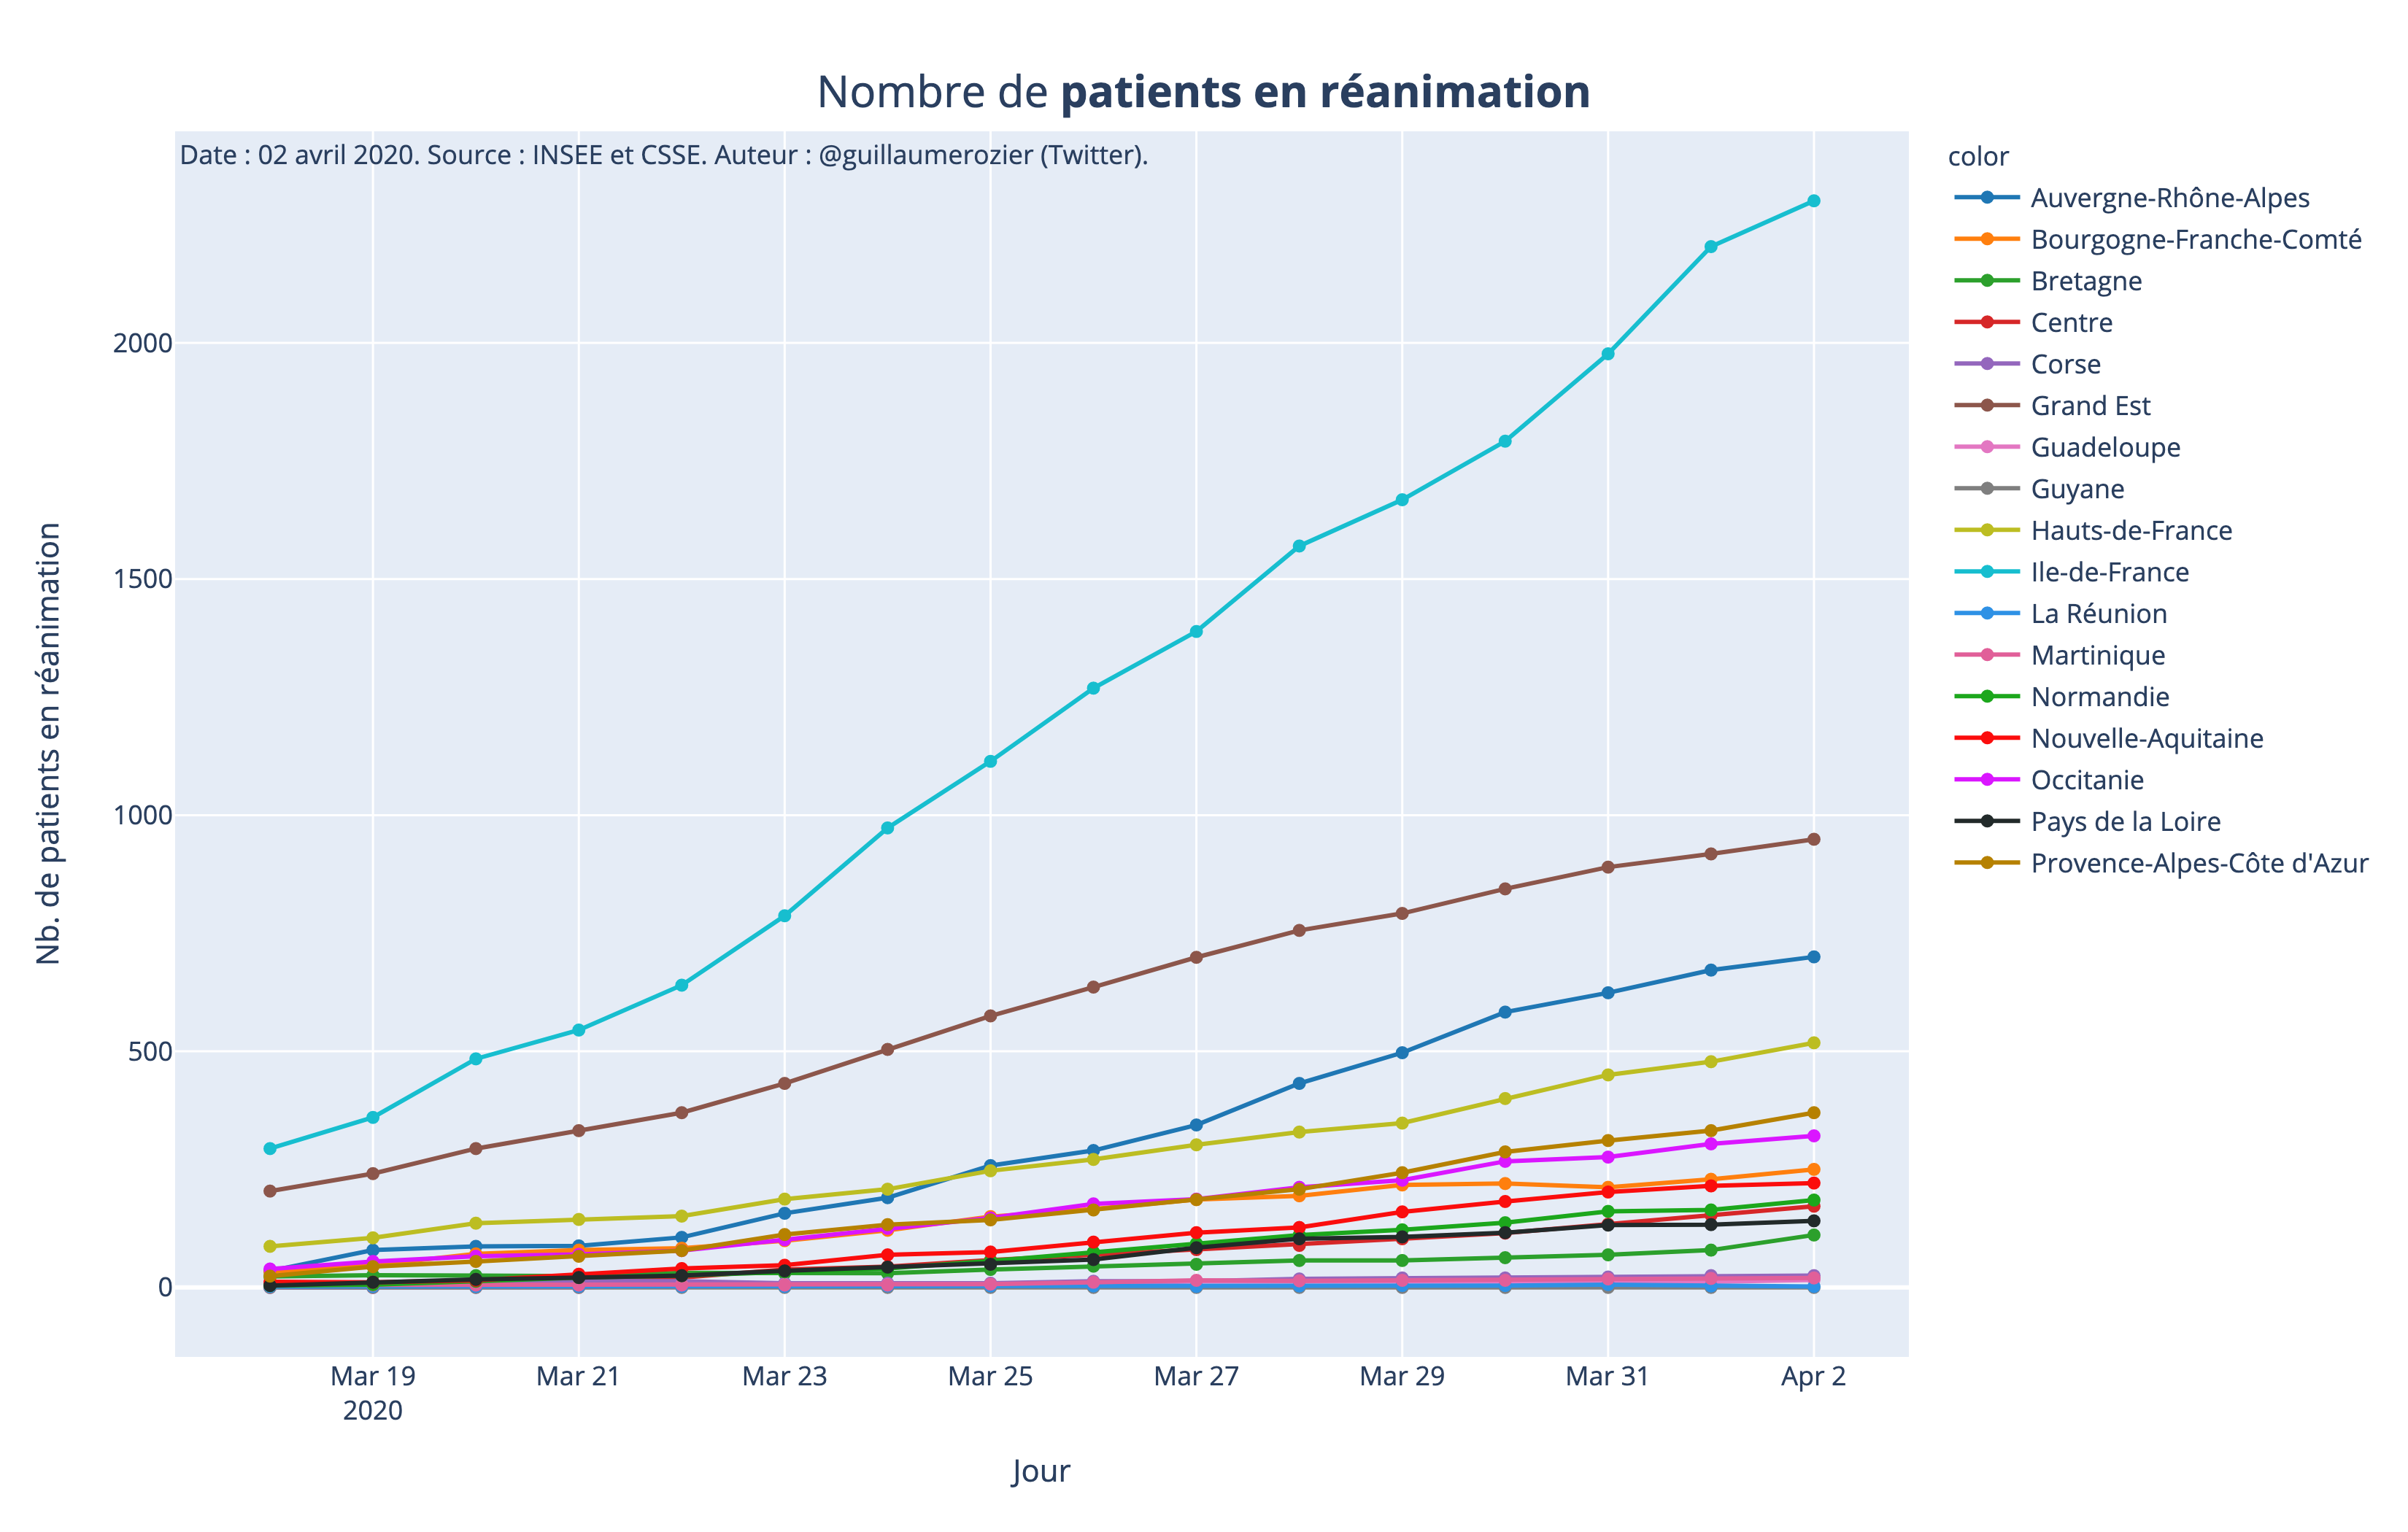 Nombre de patients en réanimation
Date : 02 avril 2020. Source : INSEE et CSSE. Auteur : @guillaumerozier (Twitter).
color
Auvergne-Rhône-Alpes
Bourgogne-Franche-Comté
Bretagne
Centre
Corse
Grand Est
Guadeloupe
Guyane
Hauts-de-France
Ile-de-France
La Réunion
Martinique
Normandie
Nouvelle-Aquitaine
Occitanie
Pays de la Loire
Provence-Alpes-Côte d'Azur
Nb. de patients en réanimation
2000
1500
1000
500
0
Mar 19 Mar 21 Mar 23 Mar 25 Mar 27 Mar 29 Mar 31 Apr 2
2020
Jour